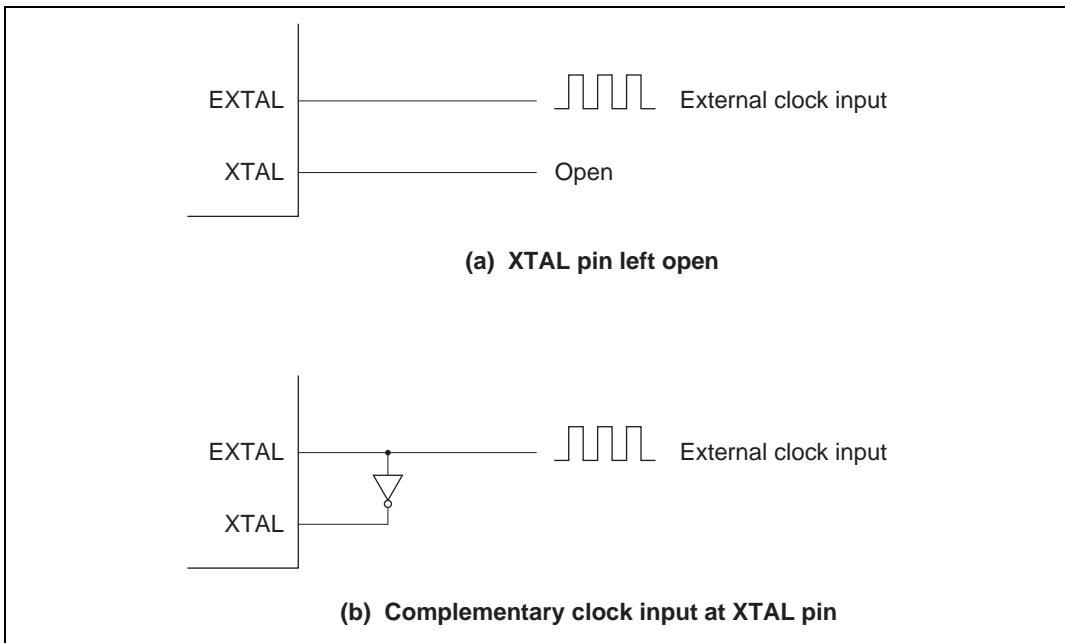 EXTAL
External clock input
XTAL
Open
(a) XTAL pin left open
EXTAL
External clock input
XTAL
(b) Complementary clock input at XTAL pin